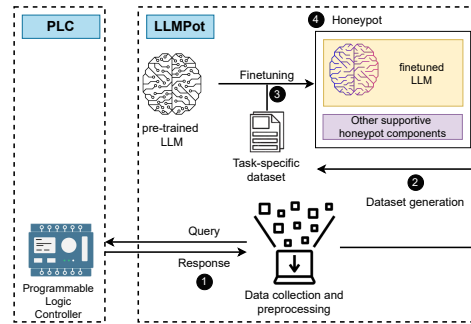 PLC
LLMPot
4 Honeypot
Finetuning
3
finetuned
LLM
pre-trained
LLM
Other supportive
honeypot components
Task-specific
dataset
2
Dataset generation
Query
Response
1
Programmable
Logic
Controller
Data collection and
preprocessing